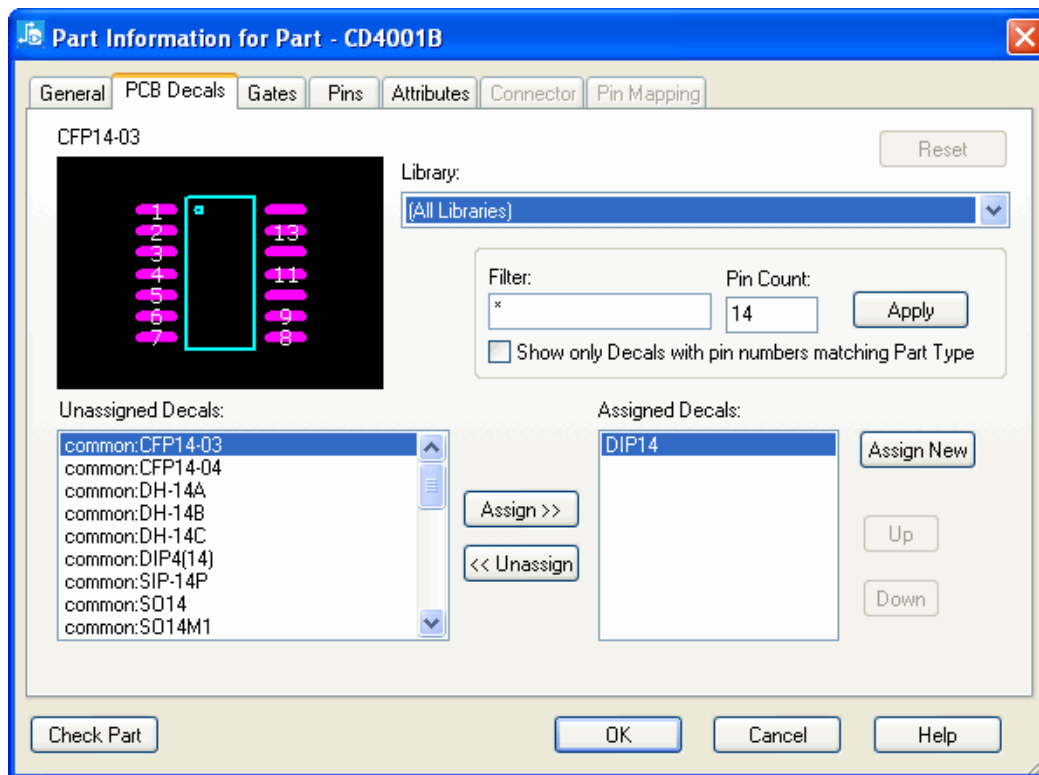 Part Information for Part - CD4001B
General PCB Decals Gates Pins Attributes Connector Pin Mapping
CFP14-03
Reset
Library:
(All Libraries)
1
2 13
3
4 11
5
6 9
7 8
Filter: Pin Count:
* 14 Apply
Show only Decals with pin numbers matching Part Type
Unassigned Decals: Assigned Decals:
common:CFP14-03 DIP14 Assign New
common:CFP14-04
common:DH-14A
common:DH-14B Assign >>
common:DH-14C Up
common:DIP4(14) << Unassign
common:SIP-14P
common:SO14 Down
common:SO14M1
Check Part OK Cancel Help